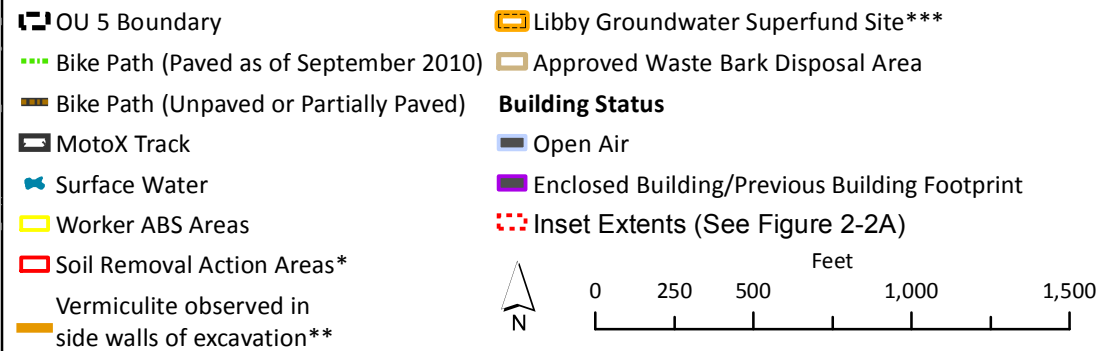 OU 5 Boundary
Bike Path (Paved as of September 2010)
Bike Path (Unpaved or Partially Paved)
MotoX Track
Surface Water
Worker ABS Areas
Soil Removal Action Areas*
Vermiculite observed in
side walls of excavation**
Libby Groundwater Superfund Site***
Approved Waste Bark Disposal Area
Building Status
Open Air
Enclosed Building/Previous Building Footprint
Inset Extents (See Figure 2-2A)
N
Feet
0 250 500 1,000 1,500